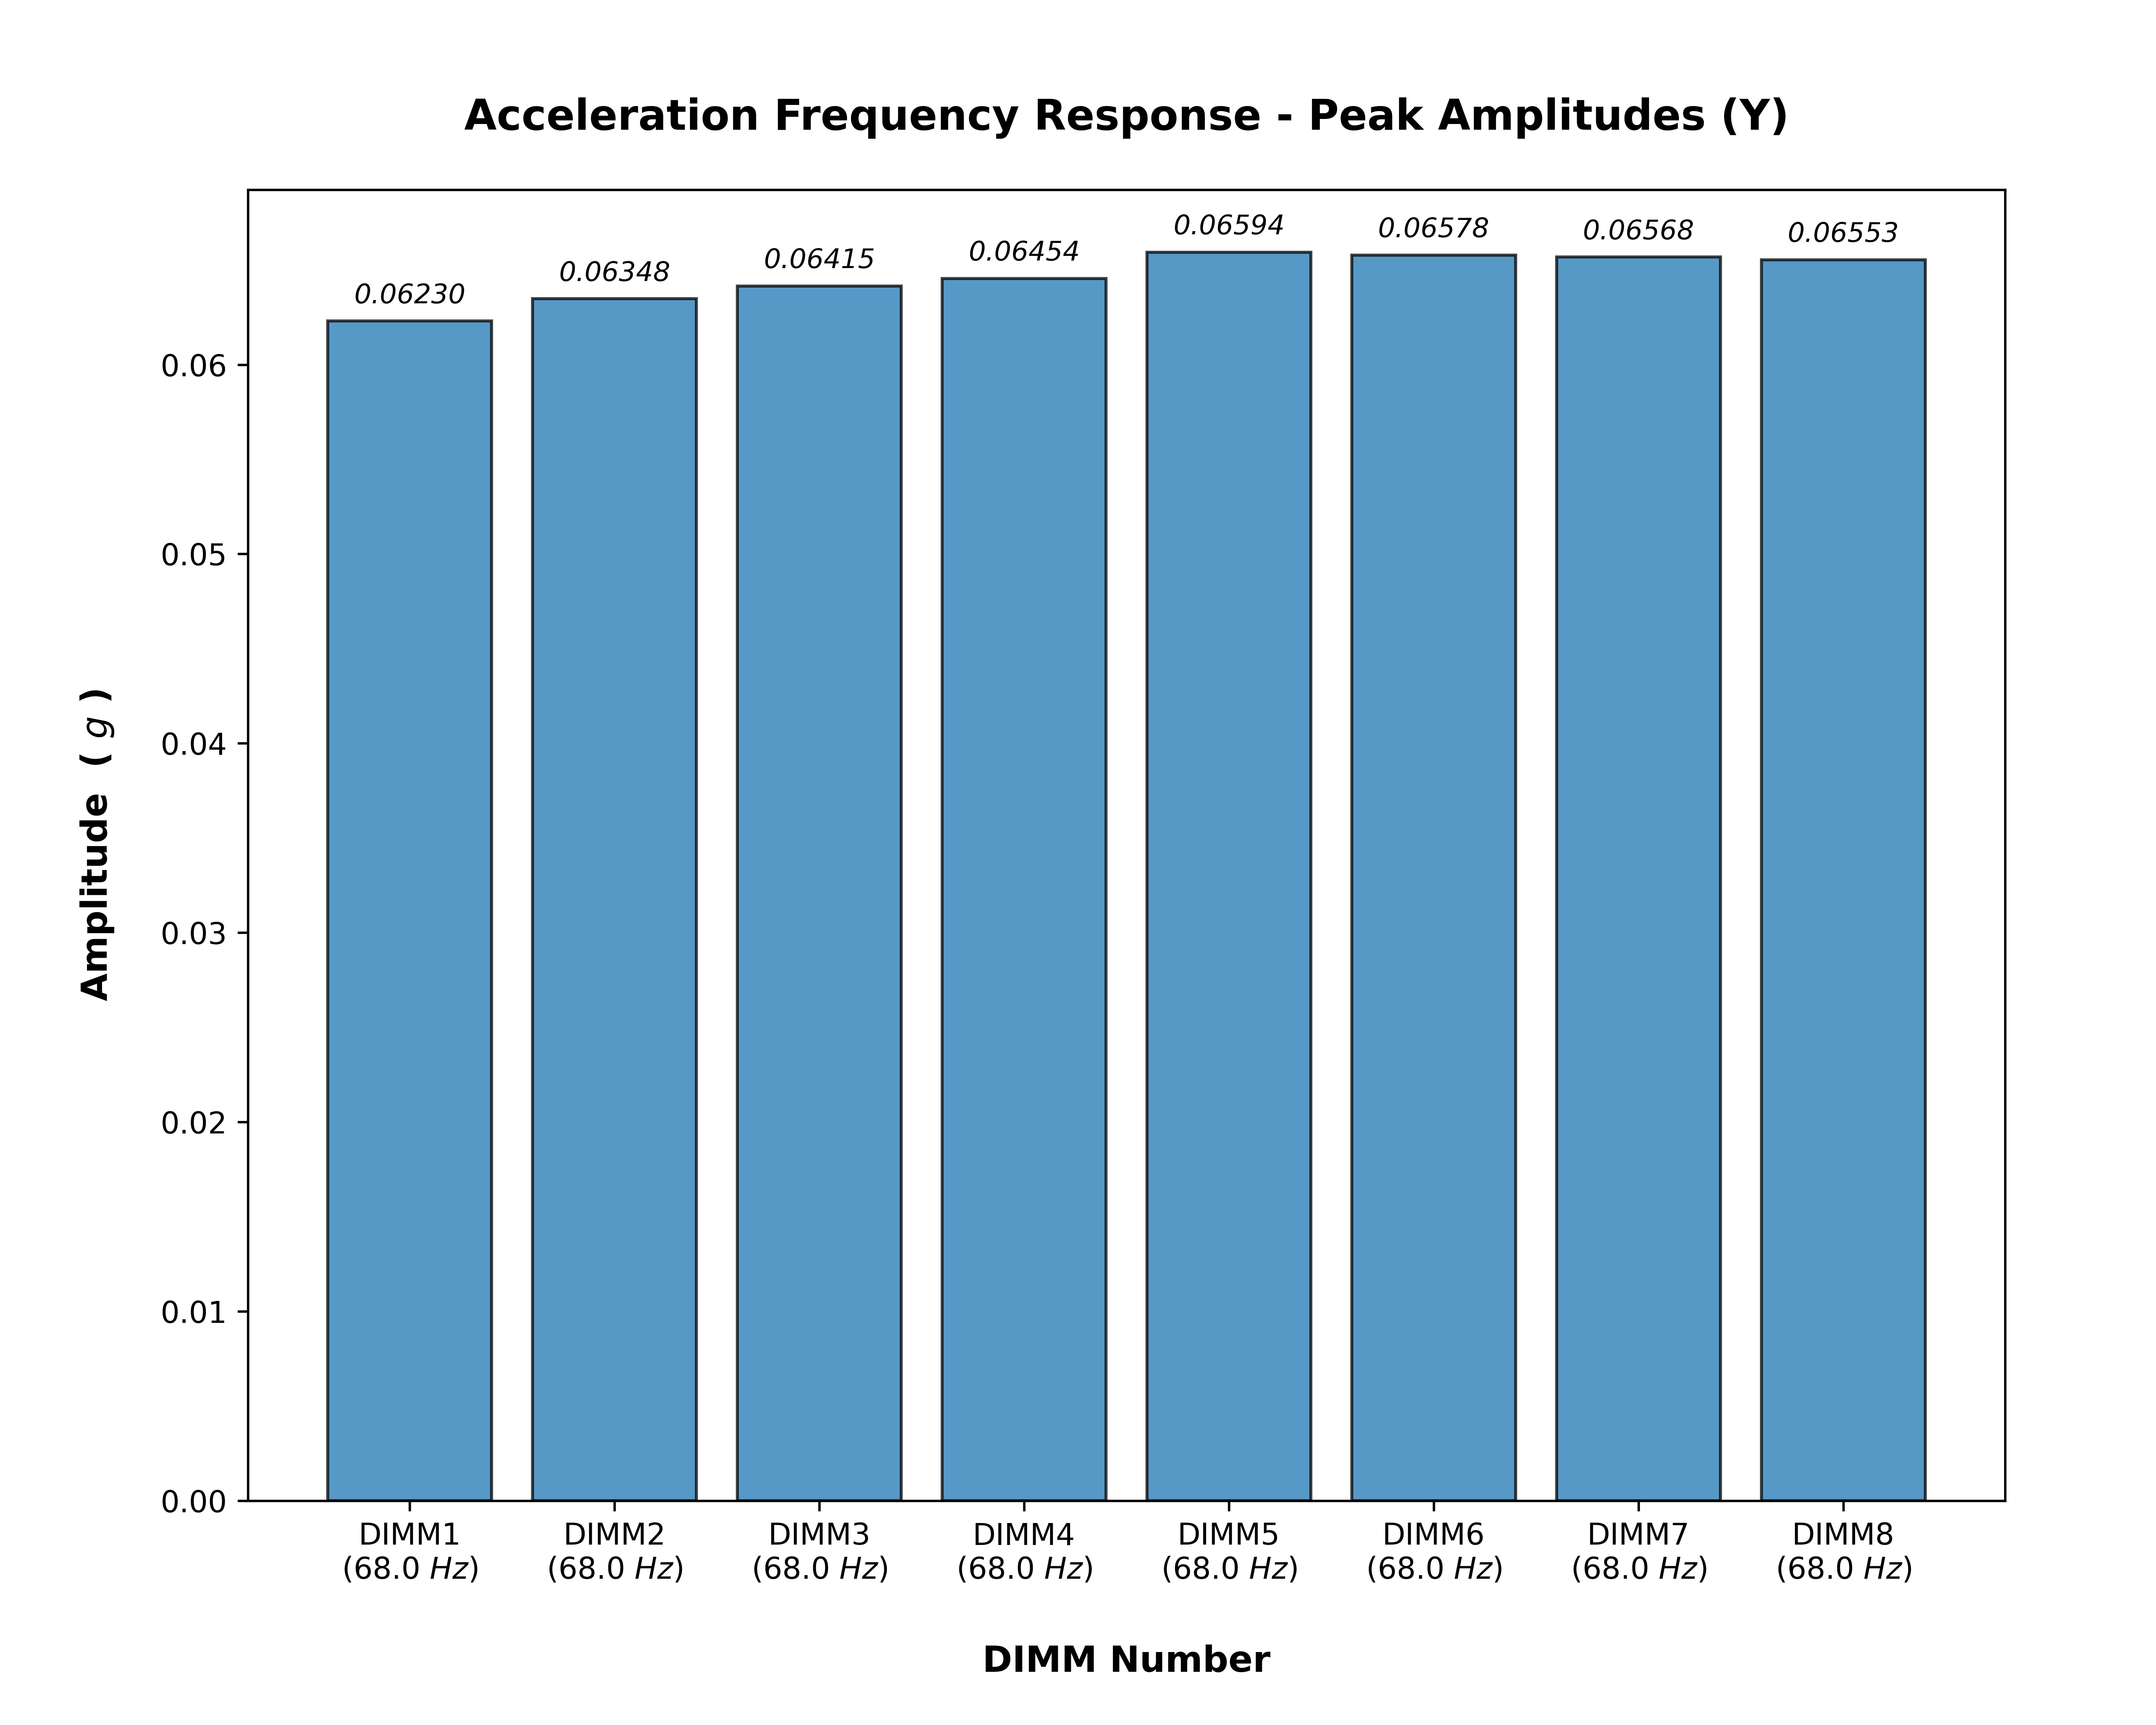 Acceleration Frequency Response - Peak Amplitudes (Y)
0.06230
0.06348
0.06415
0.06454
0.06594
0.06578
0.06568
0.06553
Amplitude ( g )
0.06
0.05
0.04
0.03
0.02
0.01
0.00
DIMM1
(68.0 Hz)
DIMM2
(68.0 Hz)
DIMM3
(68.0 Hz)
DIMM4
(68.0 Hz)
DIMM5
(68.0 Hz)
DIMM6
(68.0 Hz)
DIMM7
(68.0 Hz)
DIMM8
(68.0 Hz)
DIMM Number